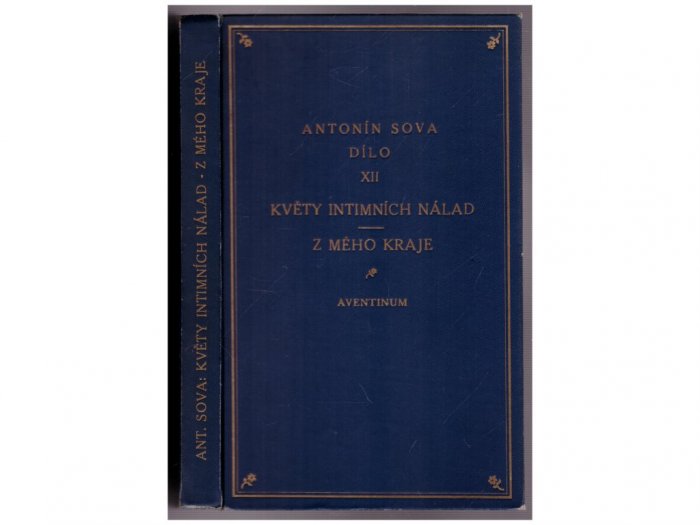 ANT. SOVA: KVĚTY INTIMNÍCH NÁLAD - Z MÉHO KRAJE
ANTONÍN SOVA
DÍLO
XII
KVĚTY INTIMNÍCH NÁLAD
Z MÉHO KRAJE
AVENTINUM